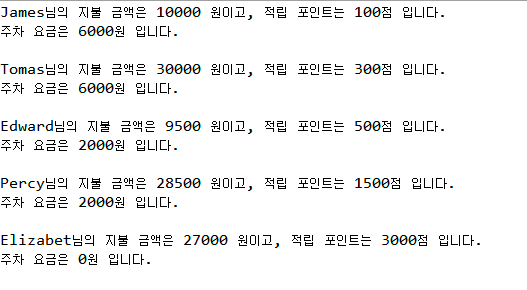 James님의 지불 금액은 10000 원이고, 적립 포인트는 100점 입니다.
주차 요금은 6000원 입니다.
Tomas님의 지불 금액은 30000 원이고, 적립 포인트는 300점 입니다.
주차 요금은 6000원 입니다.
Edward님의 지불 금액은 9500 원이고, 적립 포인트는 500점 입니다.
주차 요금은 2000원 입니다.
Percy님의 지불 금액은 28500 원이고, 적립 포인트는 1500점 입니다.
주차 요금은 2000원 입니다.
Elizabet님의 지불 금액은 27000 원이고, 적립 포인트는 3000점 입니다.
주차 요금은 0원 입니다.